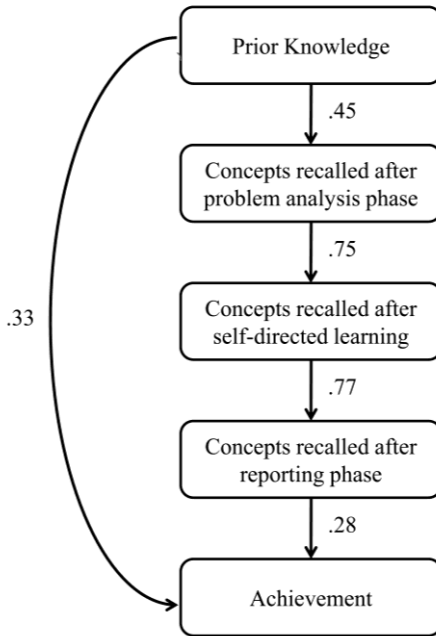 Prior Knowledge
.45
Concepts recalled after
problem analysis phase
.75
Concepts recalled after
self-directed learning
.33
.77
Concepts recalled after
reporting phase
.28
Achievement